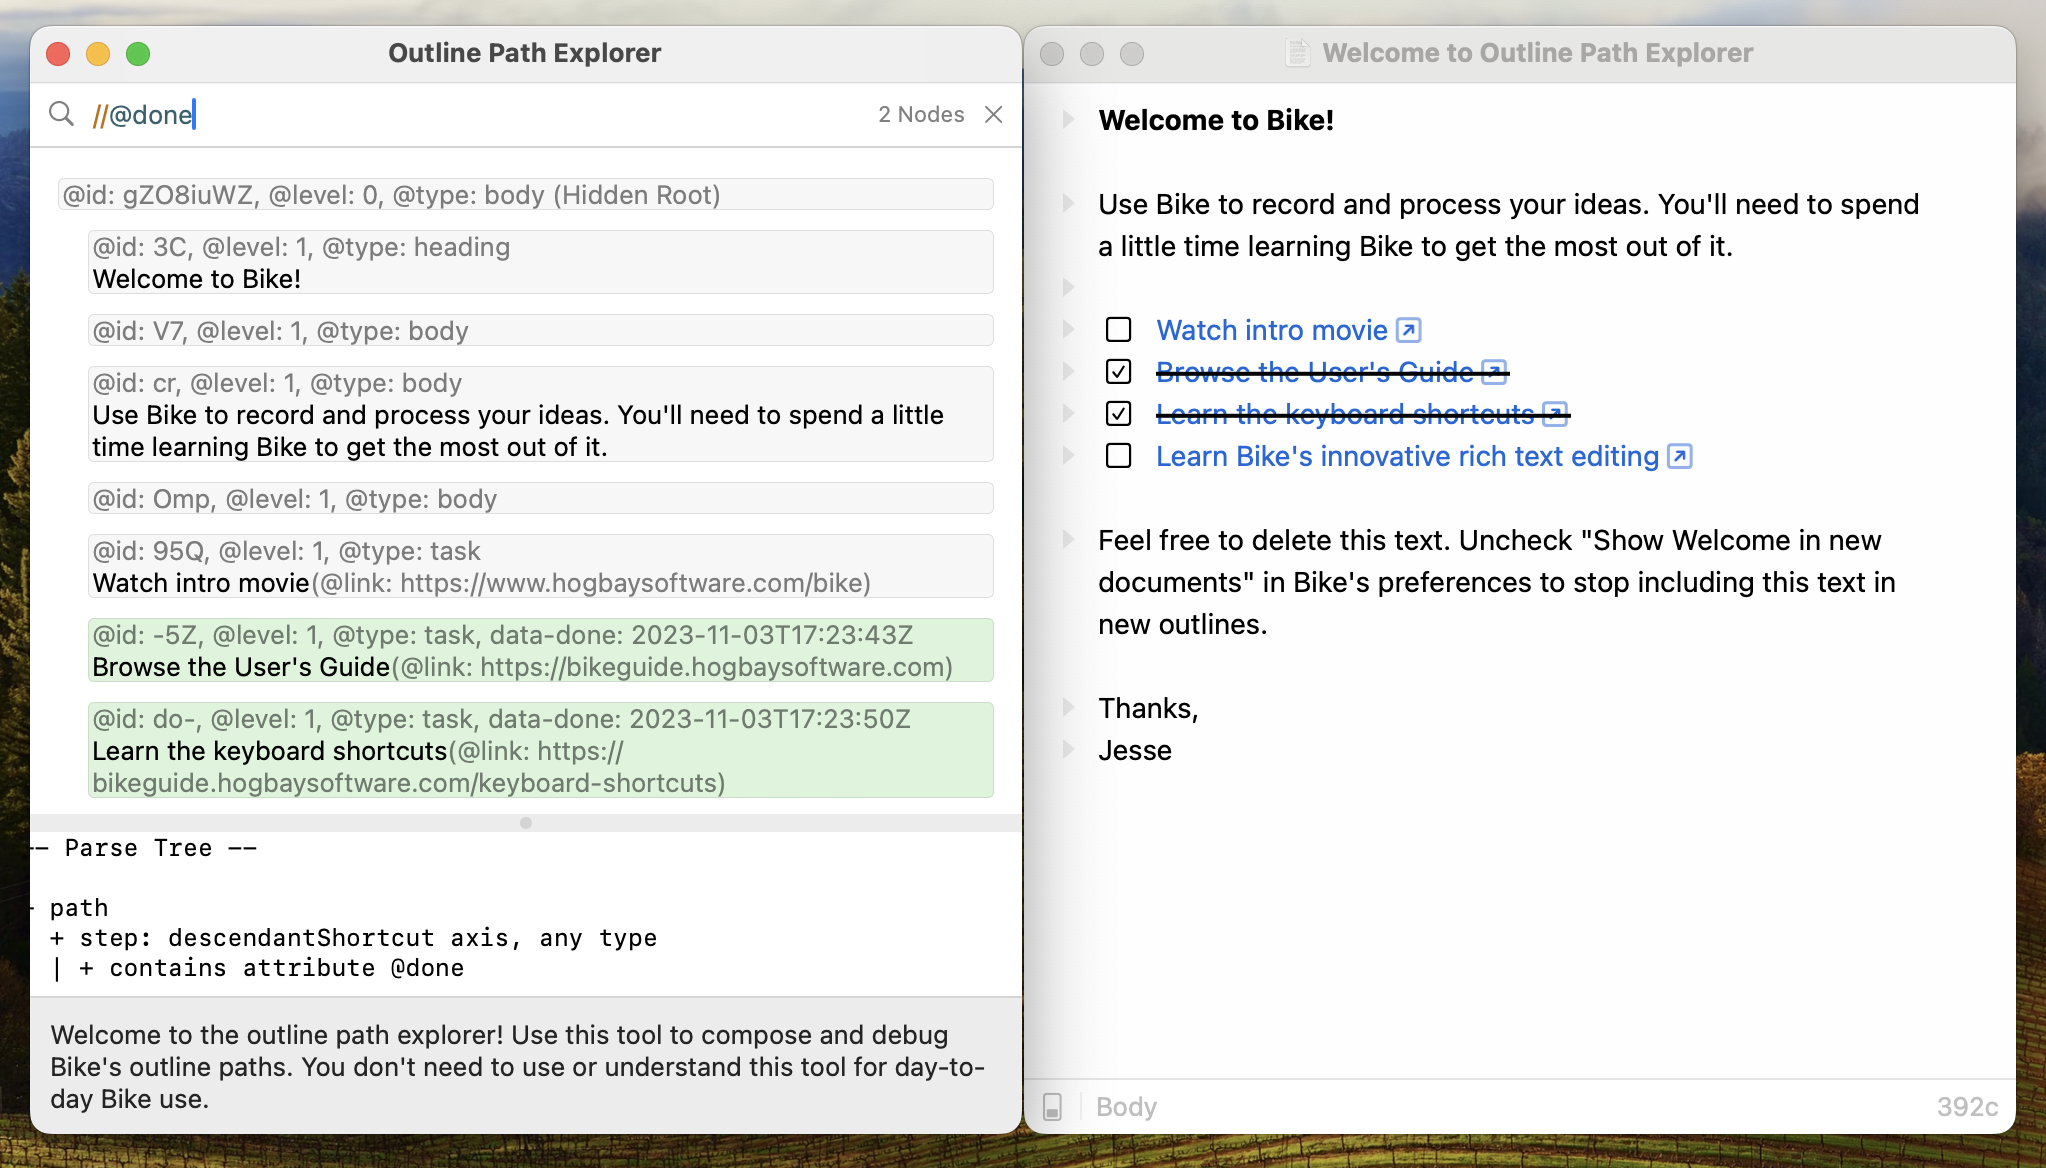 Outline Path Explorer
//@done
2 Nodes
@id: gZO8iuWZ, @level: 0, @type: body (Hidden Root)
@id: 3C, @level: 1, @type: heading
Welcome to Bike!
@id: V7, @level: 1, @type: body
@id: cr, @level: 1, @type: body
Use Bike to record and process your ideas. You'll need to spend a little
time learning Bike to get the most out of it.
@id: Omp, @level: 1, @type: body
@id: 95Q, @level: 1, @type: task
Watch intro movie(@link: https://www.hogbaysoftware.com/bike)
@id: -5Z, @level: 1, @type: task, data-done: 2023-11-03T17:23:43Z
Browse the User's Guide(@link: https://bikeguide.hogbaysoftware.com)
@id: do-, @level: 1, @type: task, data-done: 2023-11-03T17:23:50Z
Learn the keyboard shortcuts(@link: https://
bikeguide.hogbaysoftware.com/keyboard-shortcuts)
-- Parse Tree --
- path
+ step: descendantShortcut axis, any type
| + contains attribute @done
Welcome to the outline path explorer! Use this tool to compose and debug
Bike's outline paths. You don't need to use or understand this tool for day-to-
day Bike use.
Welcome to Outline Path Explorer
Welcome to Bike!
Use Bike to record and process your ideas. You'll need to spend
a little time learning Bike to get the most out of it.
Watch intro movie
Browse the User's Guide
Learn the keyboard shortcuts
Learn Bike's innovative rich text editing
Feel free to delete this text. Uncheck "Show Welcome in new
documents" in Bike's preferences to stop including this text in
new outlines.
Thanks,
Jesse
Body
392c